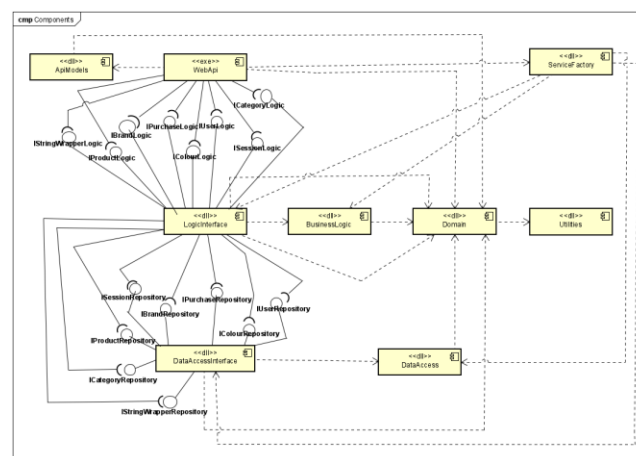 cmp Components
<<dll>>
ApiModels
<<exe>>
WebApi
<<dll>>
ServiceFactory
ICategoryLogic
IBrandLogic
IPurchaseLogic
IUserLogic
IStringWrapperLogic
IProductLogic
IColourLogic
ISessionLogic
<<dll>>
LogicInterface
<<dll>>
BusinessLogic
<<dll>>
Domain
<<dll>>
Utilities
ISessionRepository
IPurchaseRepository
IBrandRepository
IUserRepository
IProductRepository
IColourRepository
<<dll>>
DataAccessInterface
<<dll>>
DataAccess
ICategoryRepository
IStringWrapperRepository